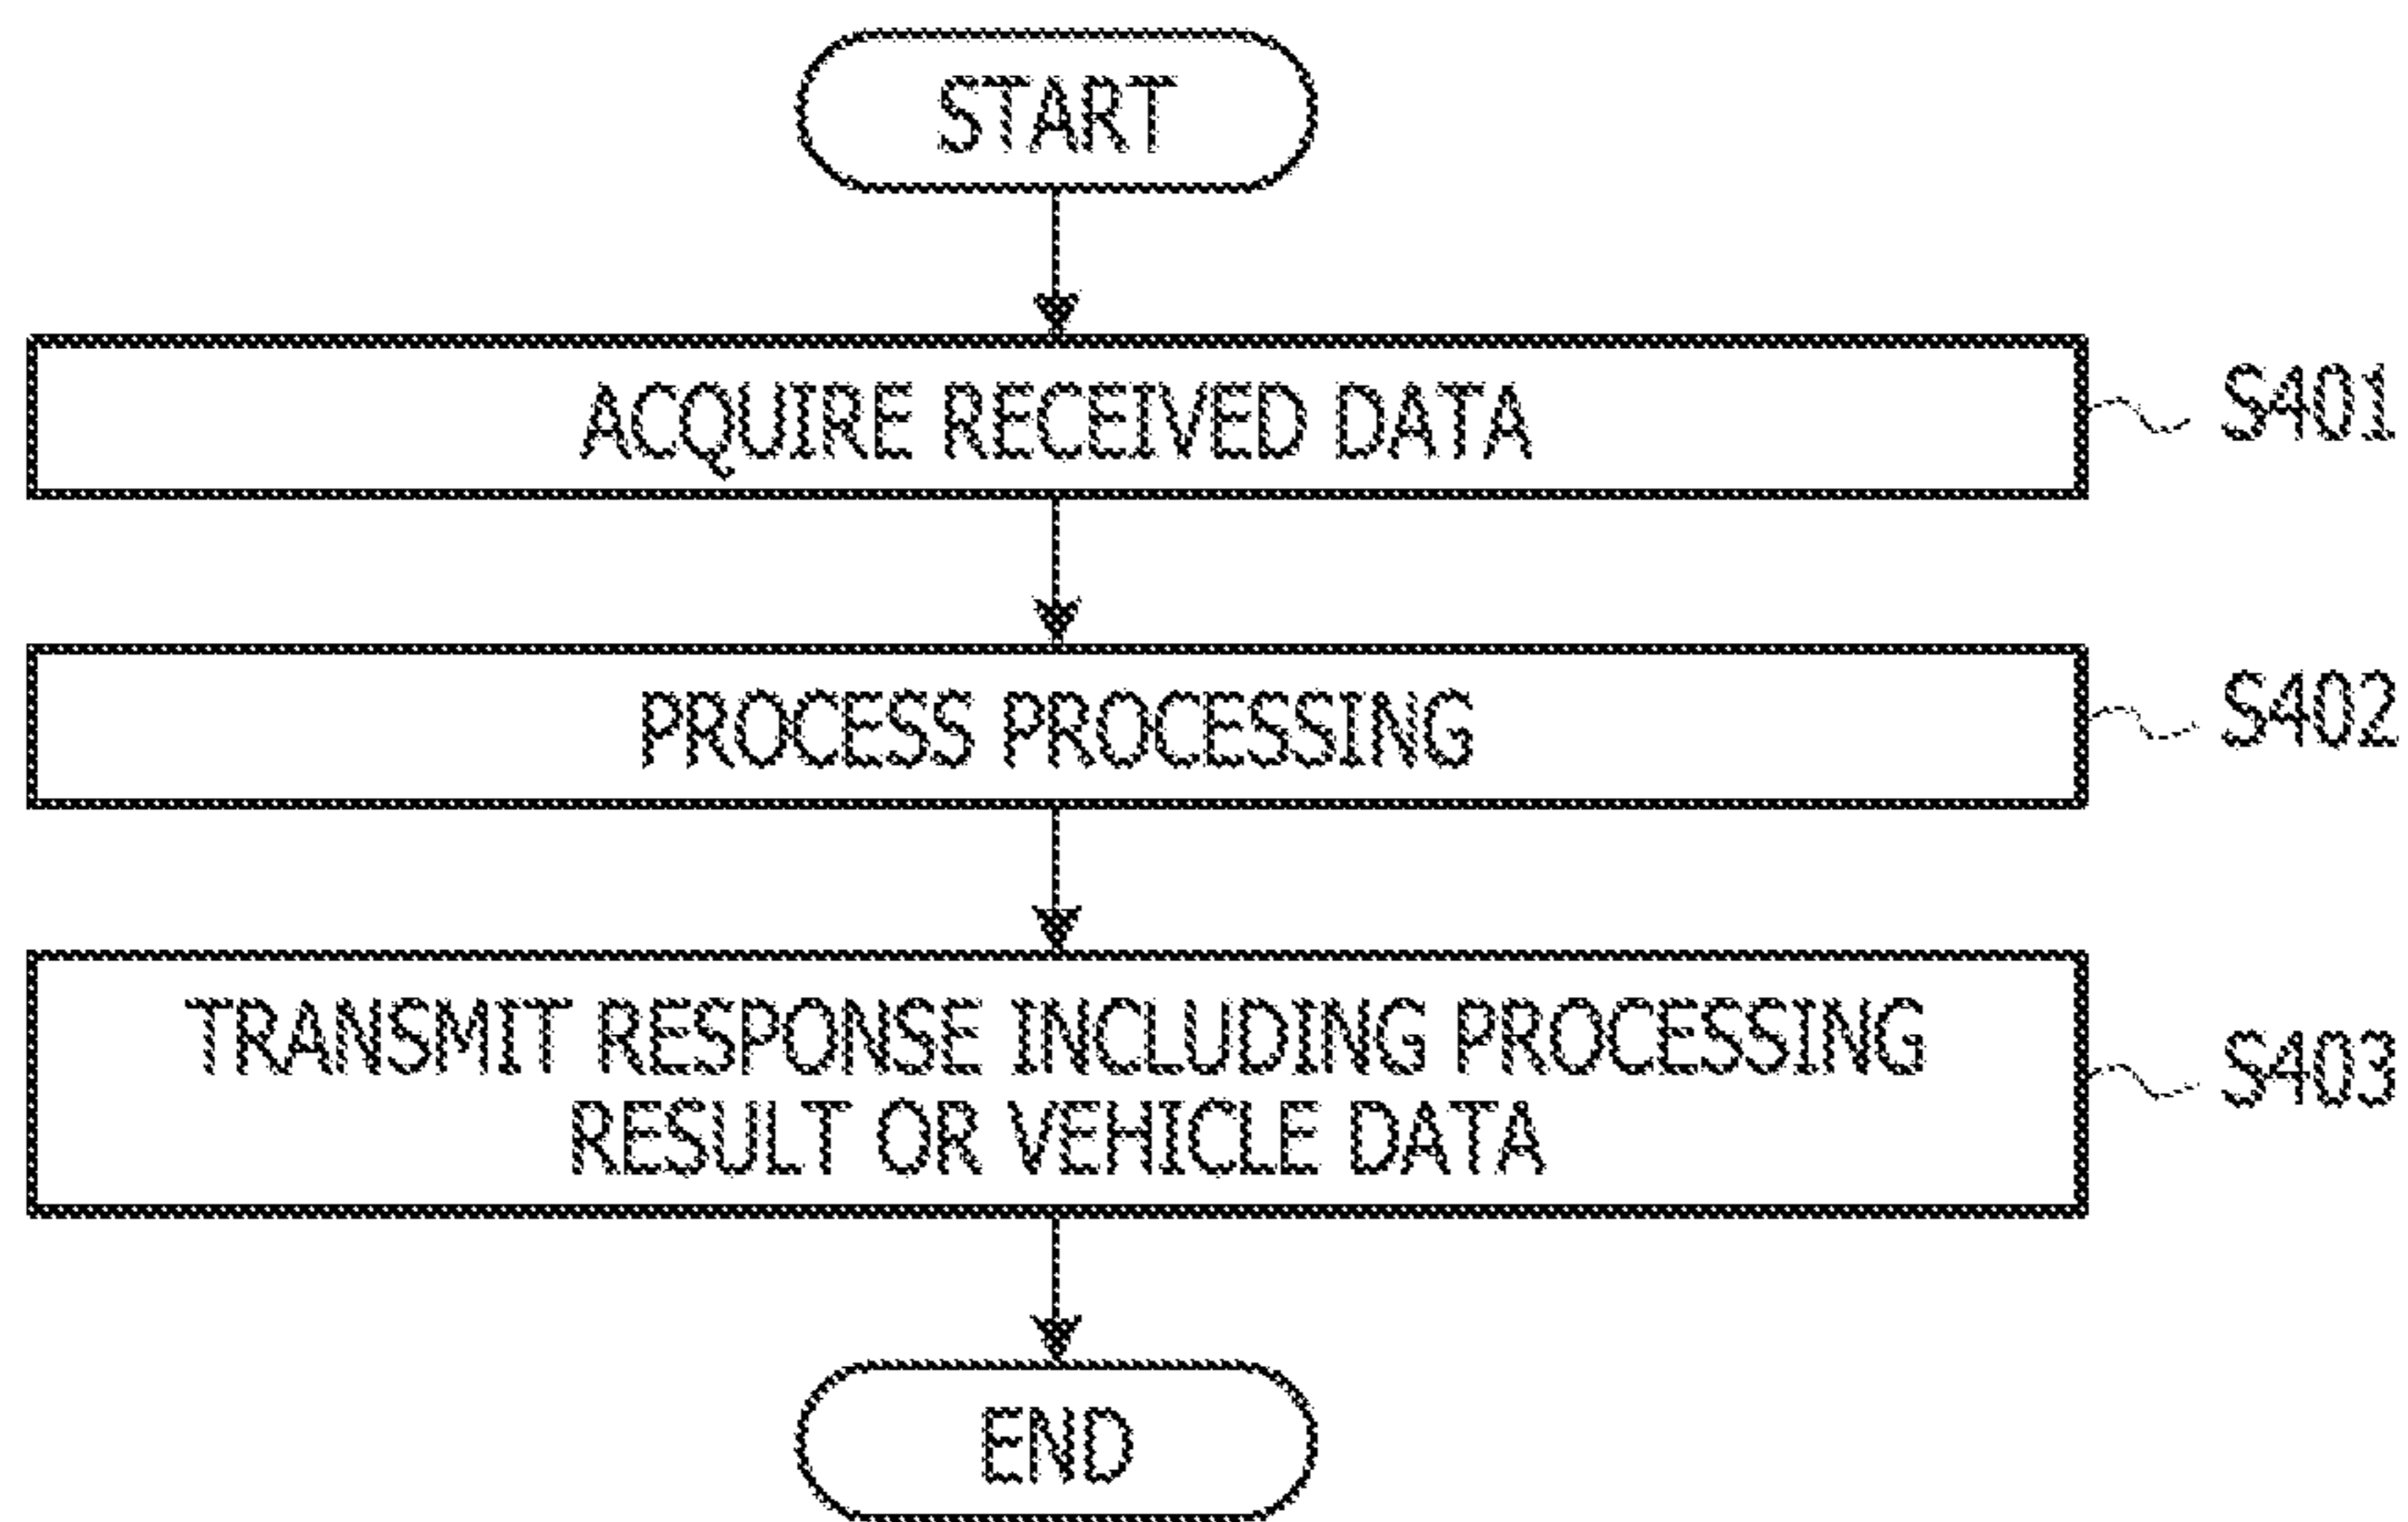 START
ACQUIRE RECEIVED DATA
S401
PROCESS PROCESSING
S402
TRANSMIT RESPONSE INCLUDING PROCESSING
RESULT OR VEHICLE DATA
S403
END